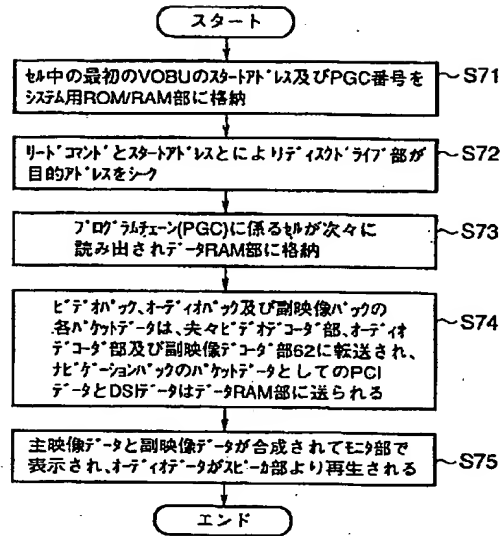 スタート
ｾﾙ中の最初のVOBUのスタートアドレス及びPGC番号を
システム用ROM/RAM部に格納
S71
ﾘｰﾄﾞｺﾏﾝﾄﾞとスタートアドレスとによりディスクドライブ部が
目的アドレスをシーク
S72
プログラムチェーン(PGC)に係るｾﾙが次々に
読み出されデータRAM部に格納
S73
ビデオパック、オーディオパック及び副映像パックの
各パケットデータは、夫々ビデオデコーダ部、オーディオ
デコーダ部及び副映像デコーダ部62に転送され、
ナビゲーションパックのパケットデータとしてのPCI
データとDSIデータはデータRAM部に送られる
S74
主映像データと副映像データが合成されてモニタ部で
表示され、オーディオデータがスピーカ部より再生される
S75
エンド